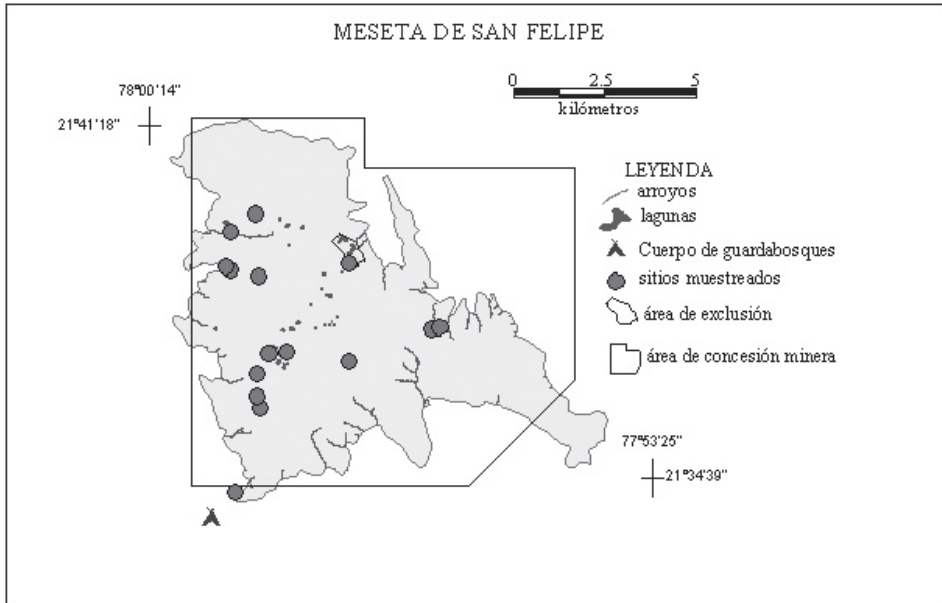 MESETA DE SAN FELIPE
0 2.5 5
kilómetros
78º00'14"
21º41'18"
LEYENDA
arroyos
lagunas
Cuerpo de guardabosques
sitios muestreados
área de exclusión
área de concesión minera
77º53'25"
21º34'39"